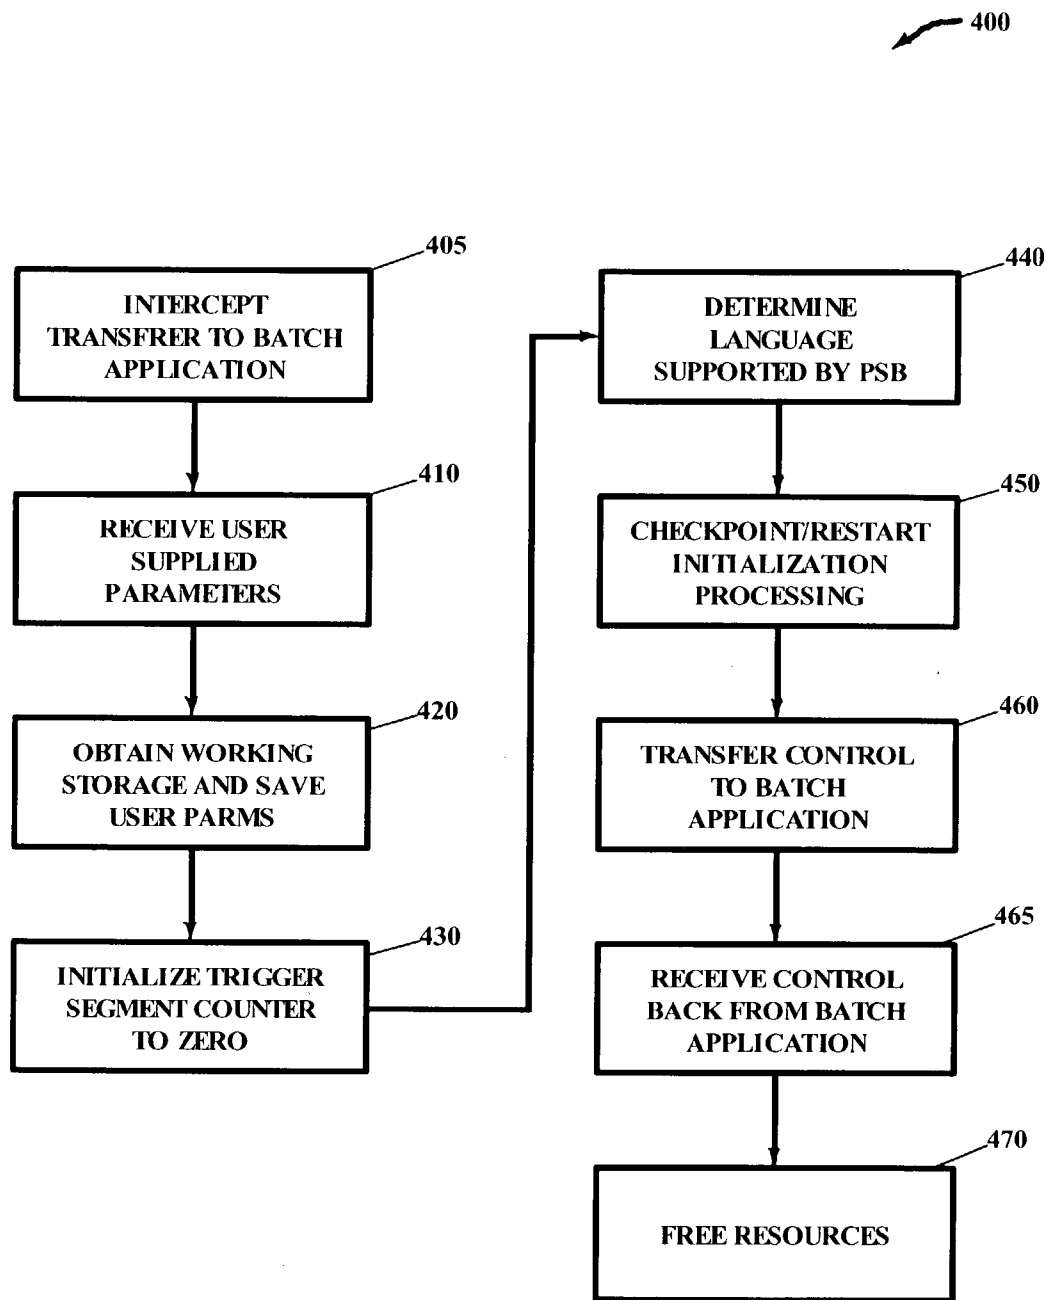 400
405
INTERCEPT
TRANSFRER TO BATCH
APPLICATION
410
RECEIVE USER
SUPPLIED
PARAMETERS
420
OBTAIN WORKING
STORAGE AND SAVE
USER PARMS
430
INITIALIZE TRIGGER
SEGMENT COUNTER
TO ZERO
440
DETERMINE
LANGUAGE
SUPPORTED BY PSB
450
CHECKPOINT/RESTART
INITIALIZATION
PROCESSING
460
TRANSFER CONTROL
TO BATCH
APPLICATION
465
RECEIVE CONTROL
BACK FROM BATCH
APPLICATION
470
FREE RESOURCES